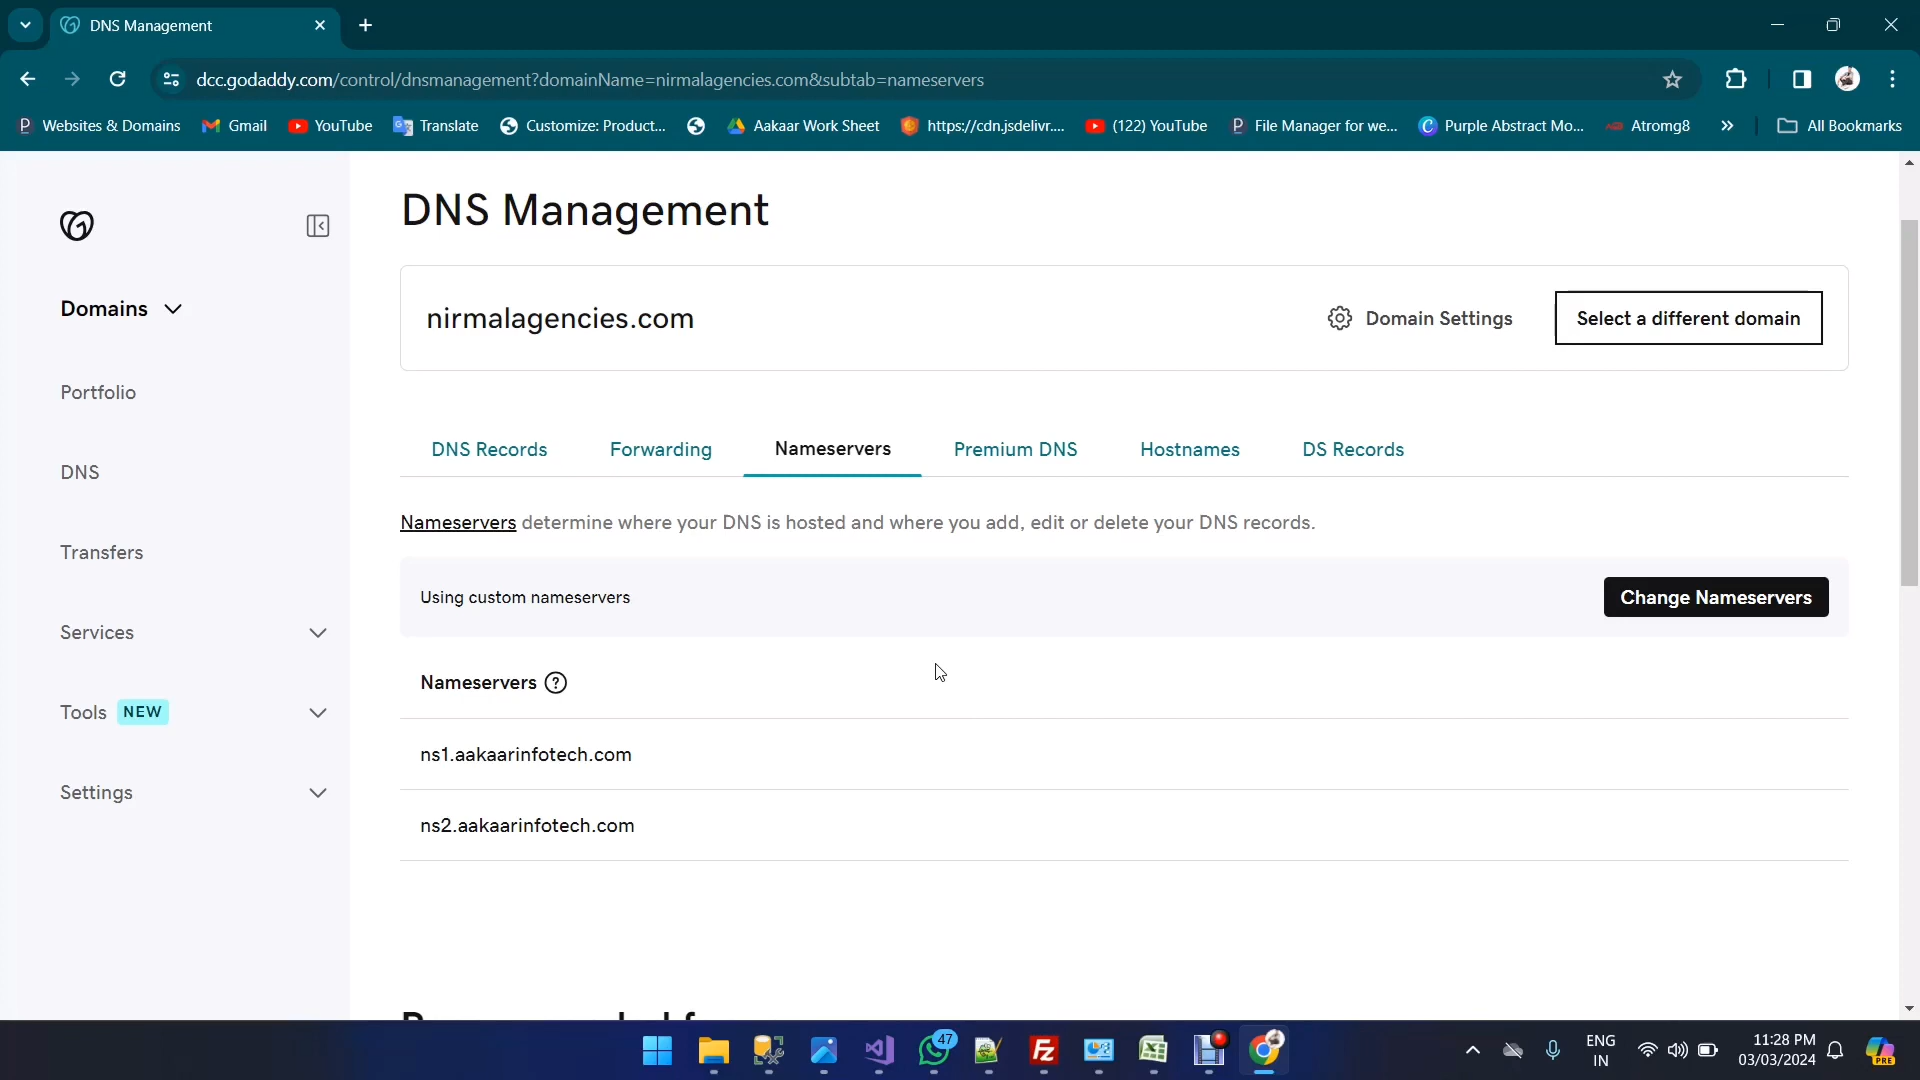 DNS Management
dcc.godaddy.com/control/dnsmanagement?domainName=nirmalagencies.com&subtab=nameservers
Websites & Domains Gmail YouTube Translate Customize: Product... Aakaar Work Sheet https://cdn.jsdelivr.... (122) YouTube File Manager for we... Purple Abstract Mo... Atromg8 » All Bookmarks
DNS Management
nirmalagencies.com Domain Settings Select a different domain
Domains
Portfolio
DNS
Transfers
Services
Tools NEW
Settings
DNS Records Forwarding Nameservers Premium DNS Hostnames DS Records
Nameservers determine where your DNS is hosted and where you add, edit or delete your DNS records.
Using custom nameservers Change Nameservers
Nameservers ?
ns1.aakaarinfotech.com
ns2.aakaarinfotech.com
47
ENG
IN
11:28 PM
03/03/2024
PRE